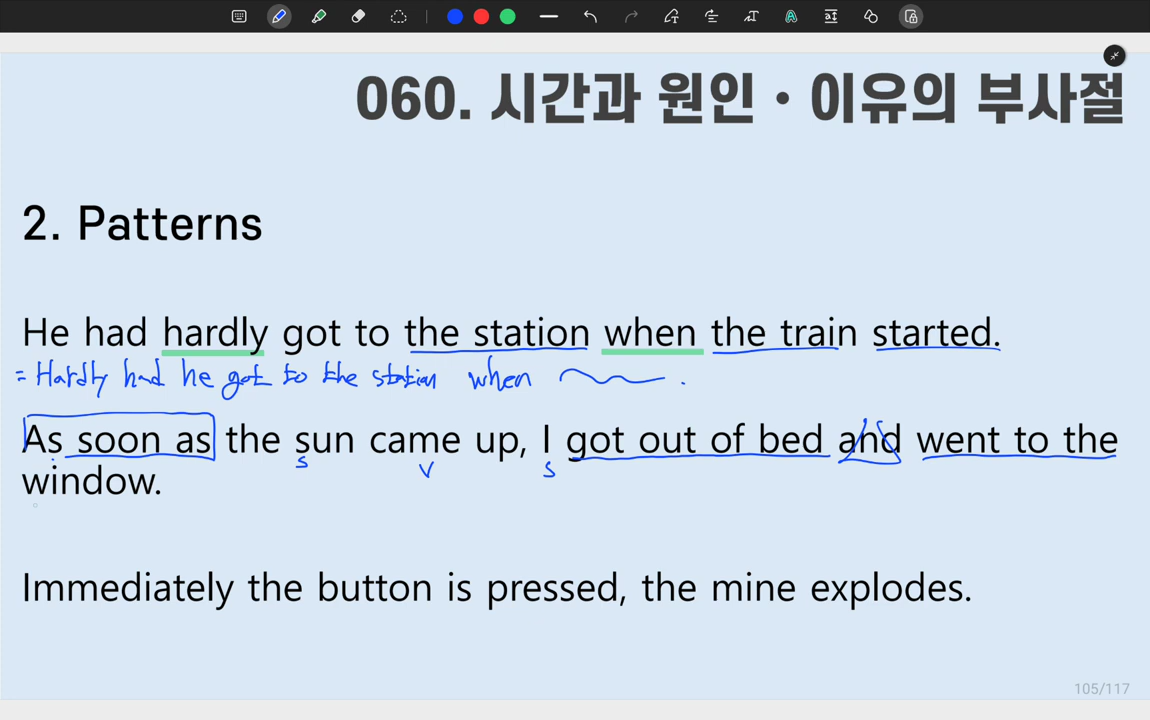 060. 시간과 원인·이유의 부사절
2. Patterns
He had hardly got to the station when the train started.
= Hardly had he got to the station when ~ .
As soon as the sun came up, I got out of bed and went to the
s v s
window.
Immediately the button is pressed, the mine explodes.
105/117